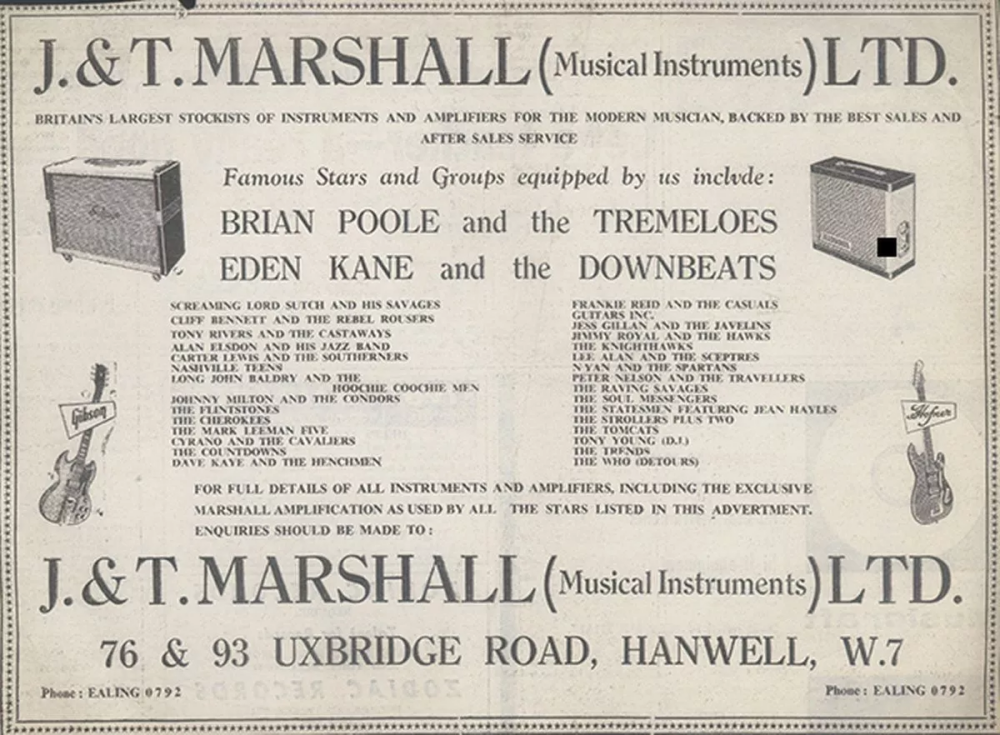 J. & T. MARSHALL (Musical Instruments) LTD.
BRITAIN'S LARGEST STOCKISTS OF INSTRUMENTS AND AMPLIFIERS FOR THE MODERN MUSICIAN, BACKED BY THE BEST SALES AND
AFTER SALES SERVICE
Famous Stars and Groups equipped by us inclvde:
BRIAN POOLE and the TREMELOES
EDEN KANE and the DOWNBEATS
SCREAMING LORD SUTCH AND HIS SAVAGES
CLIFF BENNETT AND THE REBEL ROUSERS
TONY RIVERS AND THE CASTAWAYS
ALAN ELSDON AND HIS JAZZ BAND
CARTER LEWIS AND THE SOUTHERNERS
NASHVILLE TEENS
LONG JOHN BALDRY AND THE
HOOCHIE COOCHIE MEN
JOHNNY MILTON AND THE CONDORS
THE FLINTSTONES
THE CHEROKEES
THE MARK LEEMAN FIVE
CYRANO AND THE CAVALIERS
THE COUNTDOWNS
DAVE KAYE AND THE HENCHMEN
FRANKIE REID AND THE CASUALS
GUITARS INC.
JESS GILLAN AND THE JAVELINS
JIMMY ROYAL AND THE HAWKS
THE KNIGHTHAWKS
LEE ALAN AND THE SCEPTRES
NYAN AND THE SPARTANS
PETER NELSON AND THE TRAVELLERS
THE RAVING SAVAGES
THE SOUL MESSENGERS
THE STATESMEN FEATURING JEAN HAYLES
THE STROLLERS PLUS TWO
THE TOMCATS
TONY YOUNG (D.J.)
THE TRENDS
THE WHO (DETOURS)
Gibson
Hofner
FOR FULL DETAILS OF ALL INSTRUMENTS AND AMPLIFIERS, INCLUDING THE EXCLUSIVE
MARSHALL AMPLIFICATION AS USED BY ALL THE STARS LISTED IN THIS ADVERTMENT.
ENQUIRIES SHOULD BE MADE TO :
J. & T. MARSHALL (Musical Instruments) LTD.
76 & 93 UXBRIDGE ROAD, HANWELL, W.7
Phone : EALING 0792
Phone : EALING 0792